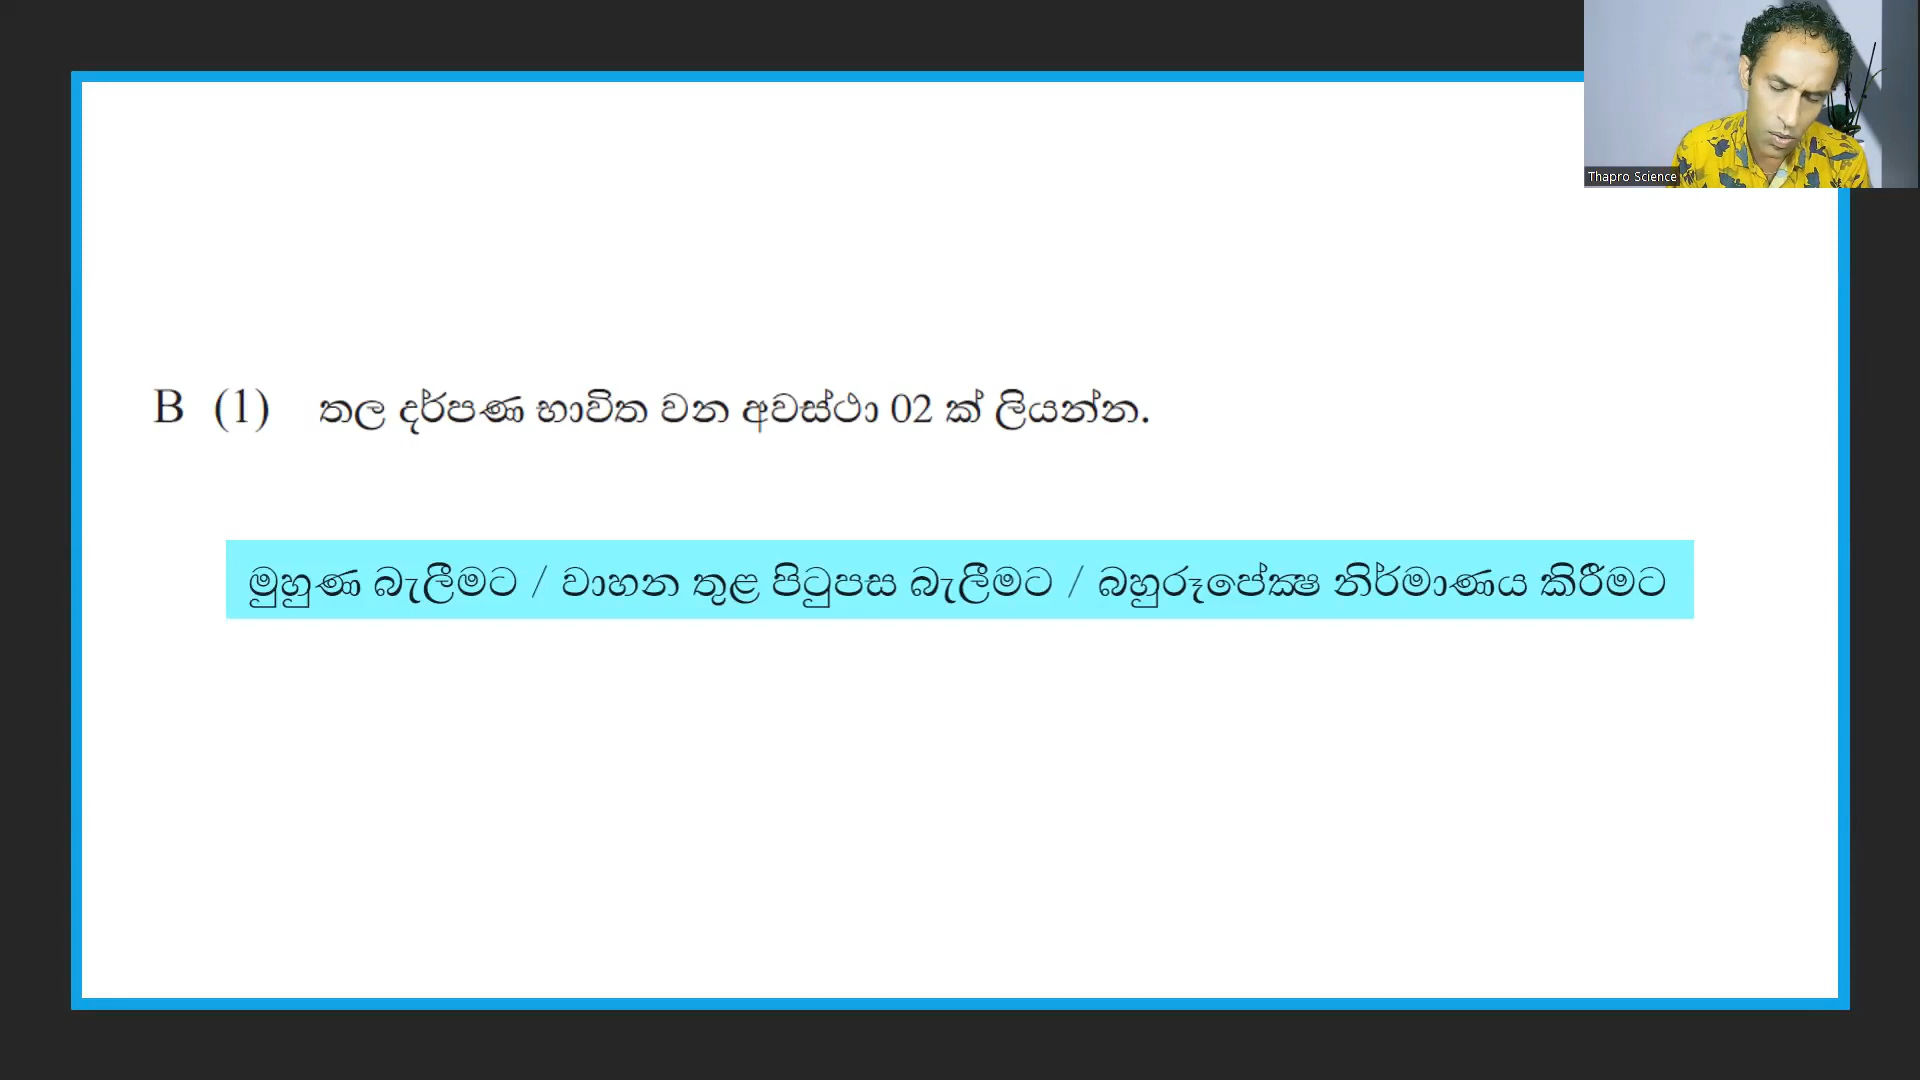 Thapro Science
B (1) තල දර්පණ භාවිත වන අවස්ථා 02 ක් ලියන්න.
මුහුණ බැලීමට / වාහන තුළ පිටුපස බැලීමට / බහුරූපේක්‍ෂ නිර්මාණය කිරීමට